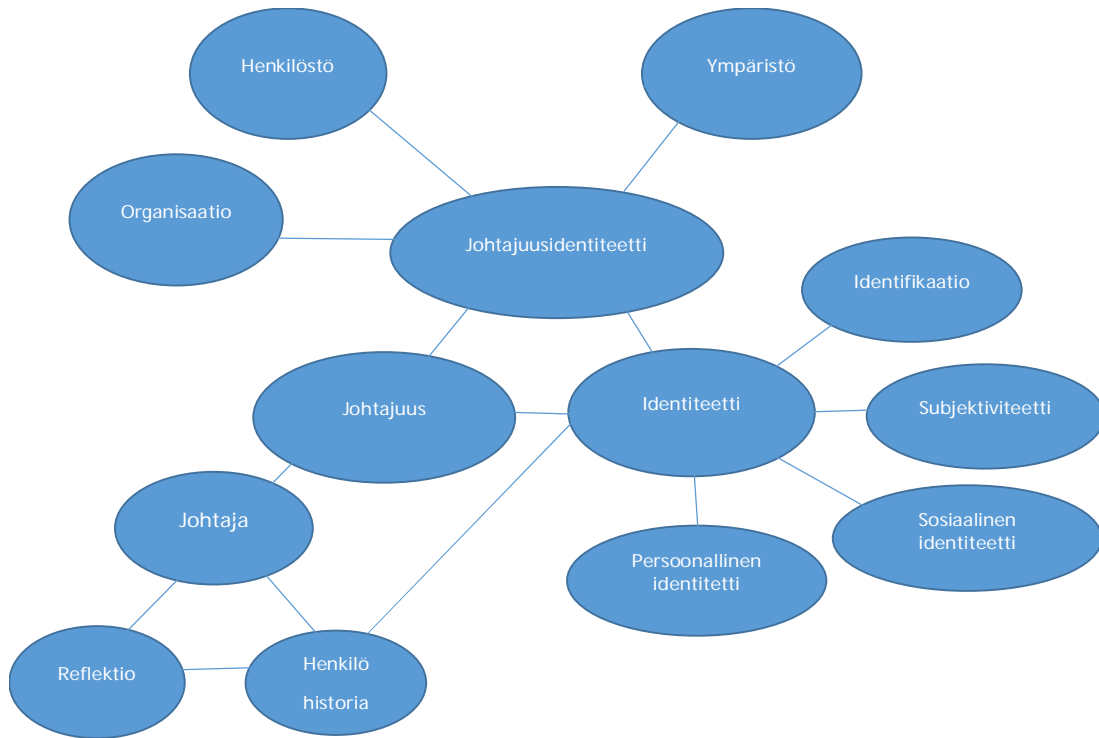 Henkilöstö
Ympäristö
Organisaatio
Johtajuusidentiteetti
Identifikaatio
Johtajuus
Identiteetti
Subjektiviteetti
Johtaja
Sosiaalinen
identiteetti
Persoonallinen
identitetti
Reflektio
Henkilö
historia